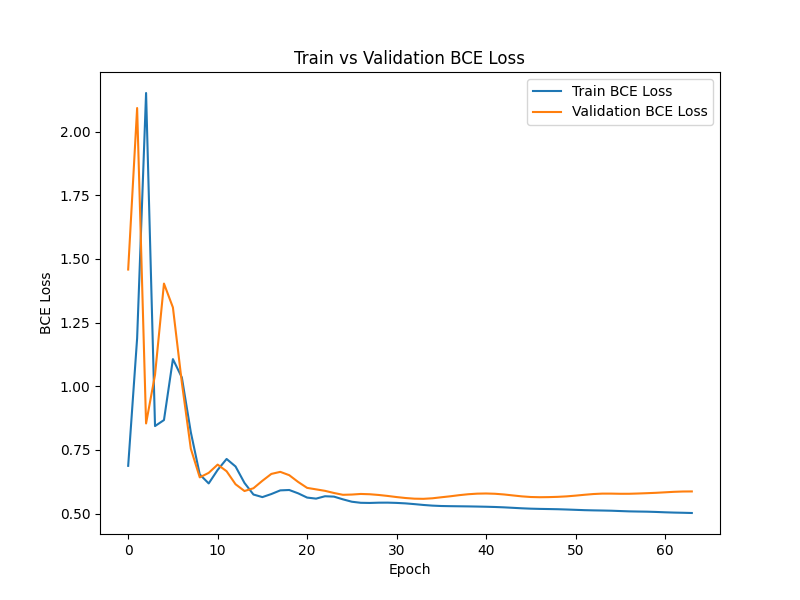 Train vs Validation BCE Loss
Train BCE Loss
Validation BCE Loss
2.00
1.75
1.50
1.25
1.00
0.75
0.50
BCE Loss
0 10 20 30 40 50 60
Epoch